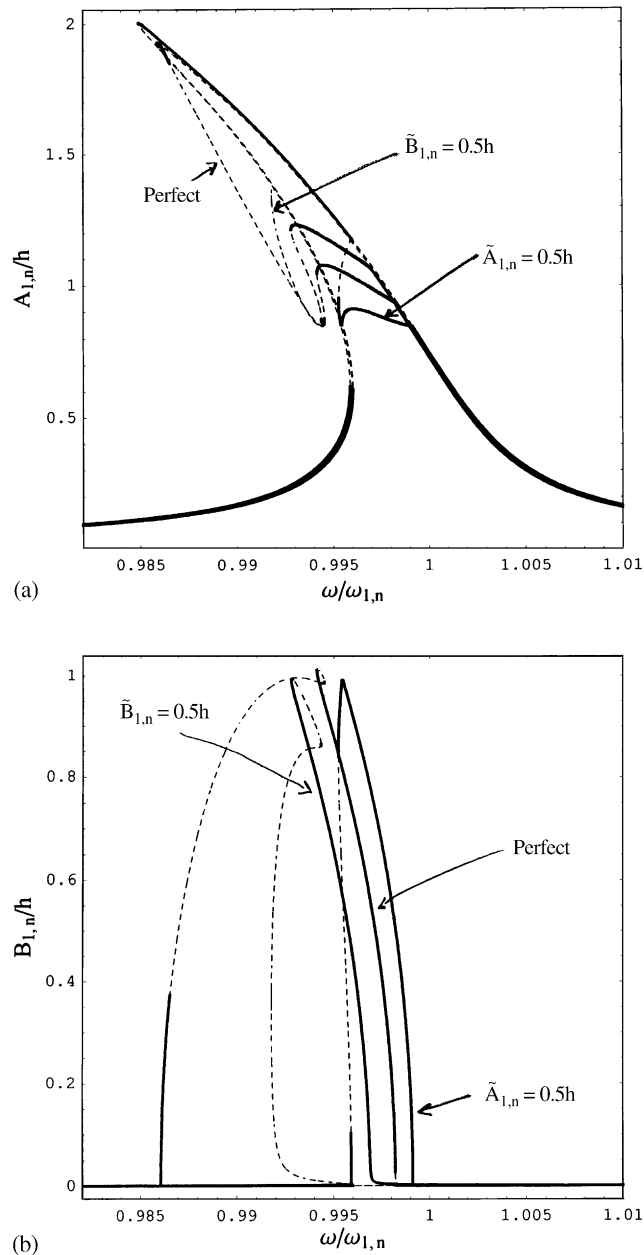 2
1.5
1
0.5
A1,n/h
Perfect
B̃1,n = 0.5h
Ã1,n = 0.5h
0.985
0.99
0.995
1
1.005
1.01
ω/ω1,n
(a)
1
0.8
0.6
0.4
0.2
0
B1,n/h
B̃1,n = 0.5h
Perfect
Ã1,n = 0.5h
0.985
0.99
0.995
1
1.005
1.01
ω/ω1,n
(b)